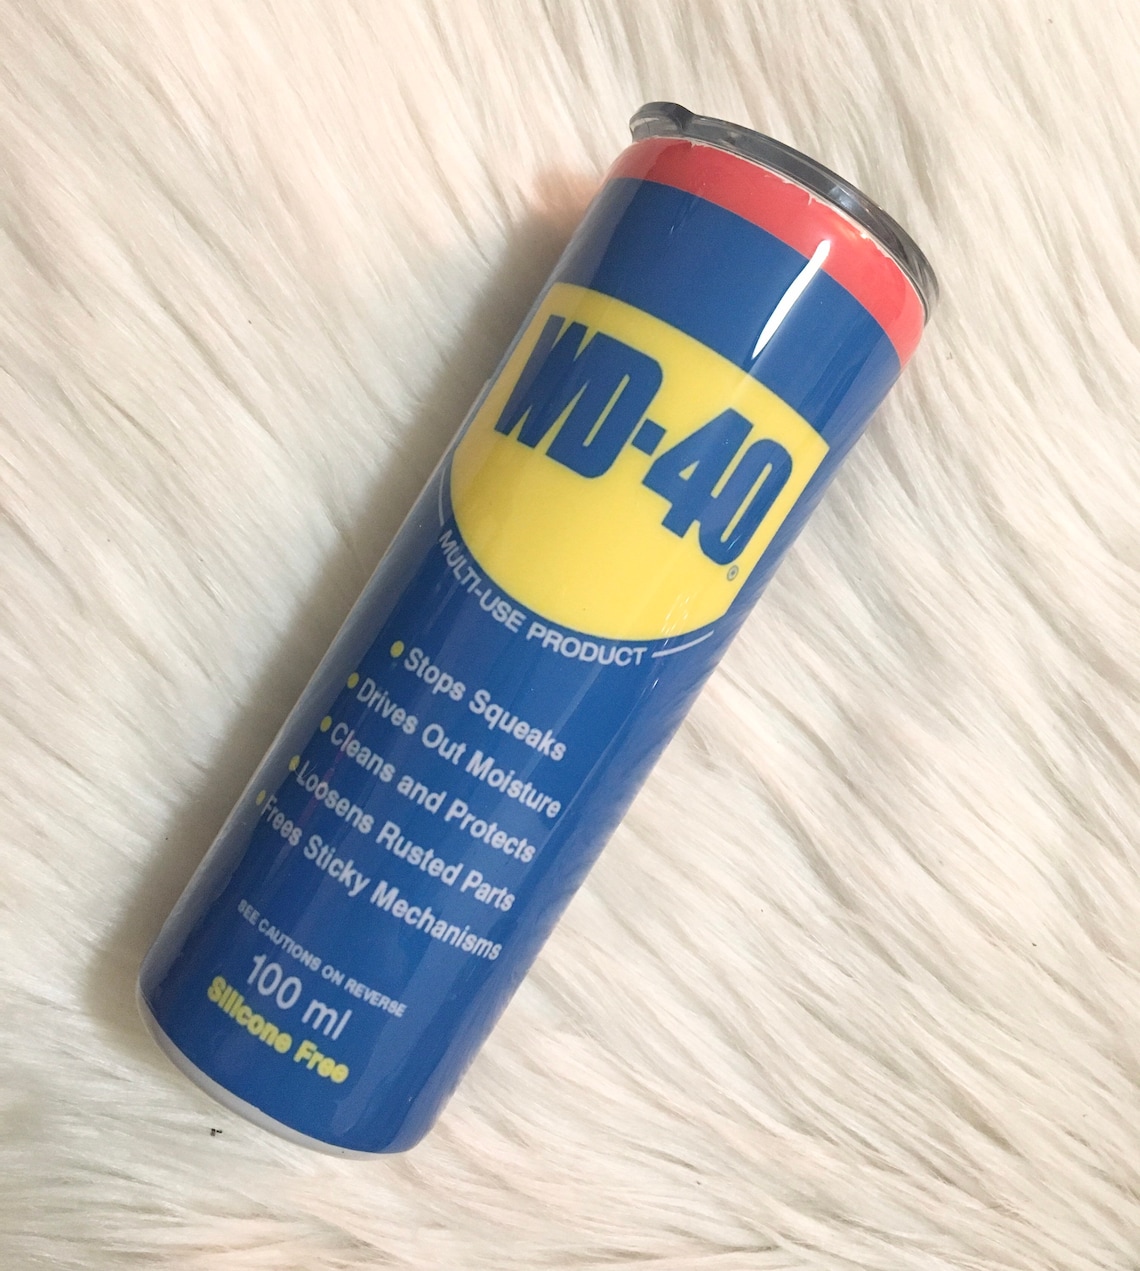 WD-40
®
MULTI-USE PRODUCT
• Stops Squeaks
• Drives Out Moisture
• Cleans and Protects
• Loosens Rusted Parts
• Frees Sticky Mechanisms
SEE CAUTIONS ON REVERSE
100 ml
Silicone Free